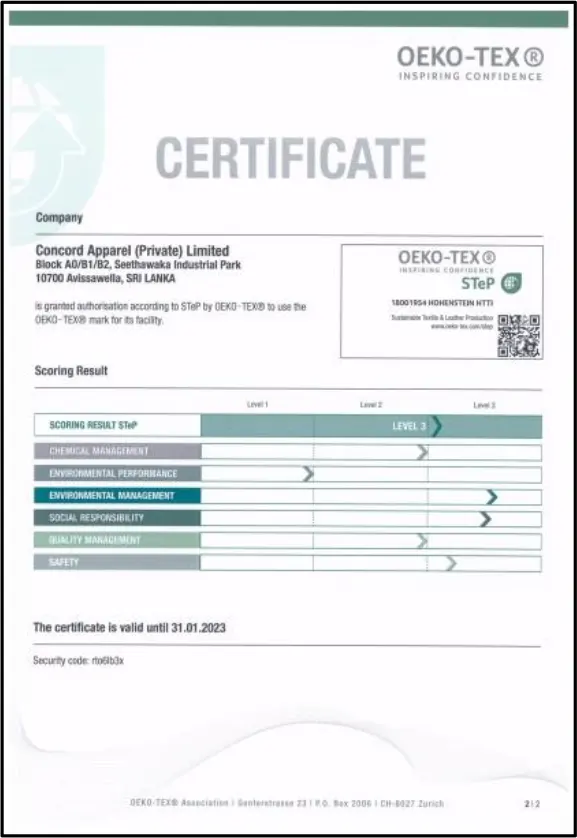 OEKO-TEX®
INSPIRING CONFIDENCE
CERTIFICATE
Company
Concord Apparel (Private) Limited
Block A0/B1/B2, Seethawaka Industrial Park
10700 Avissawella, SRI LANKA
is granted authorisation according to STeP by OEKO-TEX® to use the
OEKO-TEX® mark for its facility.
OEKO-TEX®
INSPIRING CONFIDENCE
STeP
18001954 HOHENSTEIN HTTI
Sustainable Textile & Leather Production
www.oeko-tex.com/step
Scoring Result
Level 1 Level 2 Level 3
SCORING RESULT STeP LEVEL 3
CHEMICAL MANAGEMENT
ENVIRONMENTAL PERFORMANCE
ENVIRONMENTAL MANAGEMENT
SOCIAL RESPONSIBILITY
QUALITY MANAGEMENT
SAFETY
The certificate is valid until 31.01.2023
Security code: rto6lb3x
OEKO-TEX® Association | Genferstrasse 23 | P.O. Box 2006 | CH-8027 Zurich
2|2